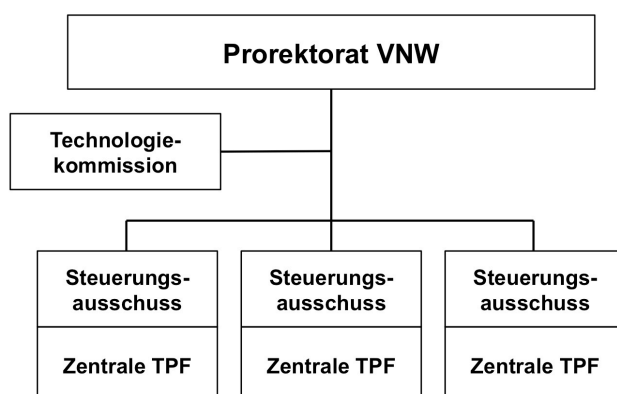 Prorektorat VNW
Technologie-
kommission
Steuerungs-
ausschuss
Zentrale TPF
Steuerungs-
ausschuss
Zentrale TPF
Steuerungs-
ausschuss
Zentrale TPF